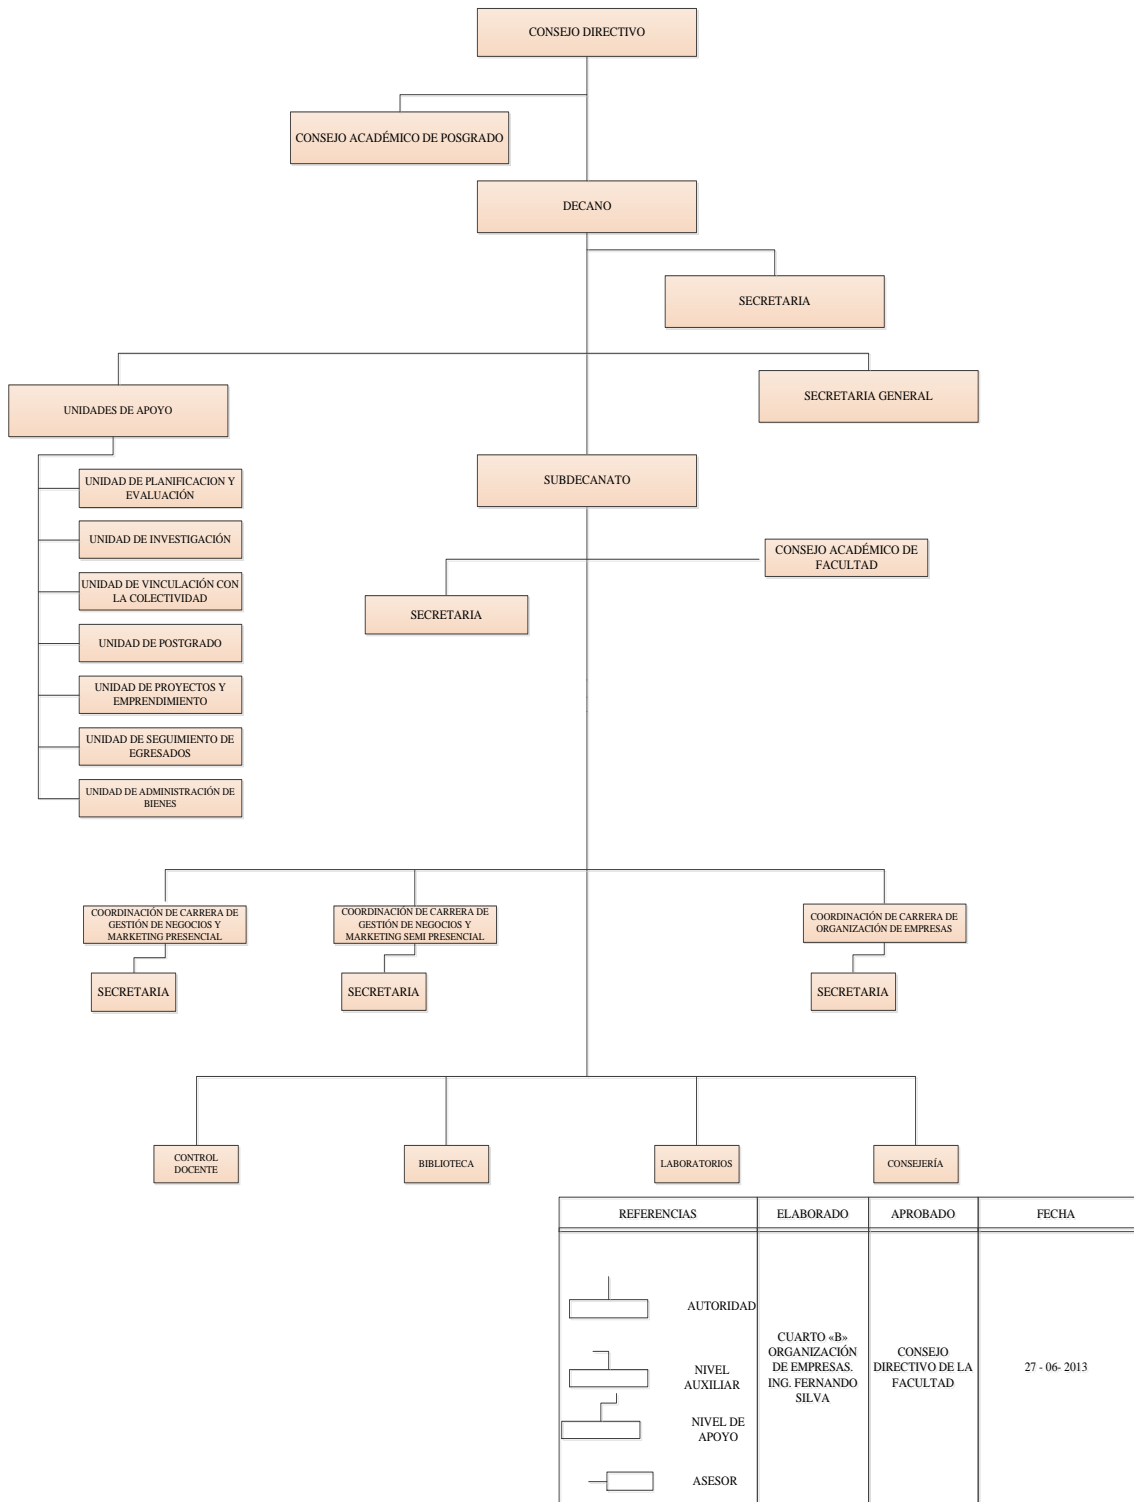 CONSEJO DIRECTIVO
CONSEJO ACADÉMICO DE POSGRADO
DECANO
SECRETARIA
UNIDADES DE APOYO
SECRETARIA GENERAL
SUBDECANATO
UNIDAD DE PLANIFICACION Y
EVALUACIÓN
UNIDAD DE INVESTIGACIÓN
UNIDAD DE VINCULACIÓN CON
LA COLECTIVIDAD
UNIDAD DE POSTGRADO
UNIDAD DE PROYECTOS Y
EMPRENDIMIENTO
UNIDAD DE SEGUIMIENTO DE
EGRESADOS
UNIDAD DE ADMINISTRACIÓN DE
BIENES
CONSEJO ACADÉMICO DE
FACULTAD
SECRETARIA
COORDINACIÓN DE CARRERA DE
GESTIÓN DE NEGOCIOS Y
MARKETING PRESENCIAL
SECRETARIA
COORDINACIÓN DE CARRERA DE
GESTIÓN DE NEGOCIOS Y
MARKETING SEMI PRESENCIAL
SECRETARIA
COORDINACIÓN DE CARRERA DE
ORGANIZACIÓN DE EMPRESAS
SECRETARIA
CONTROL
DOCENTE
BIBLIOTECA
LABORATORIOS
CONSEJERÍA
REFERENCIAS
ELABORADO
APROBADO
FECHA
AUTORIDAD
NIVEL
AUXILIAR
NIVEL DE
APOYO
ASESOR
CUARTO «B»
ORGANIZACIÓN
DE EMPRESAS.
ING. FERNANDO
SILVA
CONSEJO
DIRECTIVO DE LA
FACULTAD
27 - 06- 2013